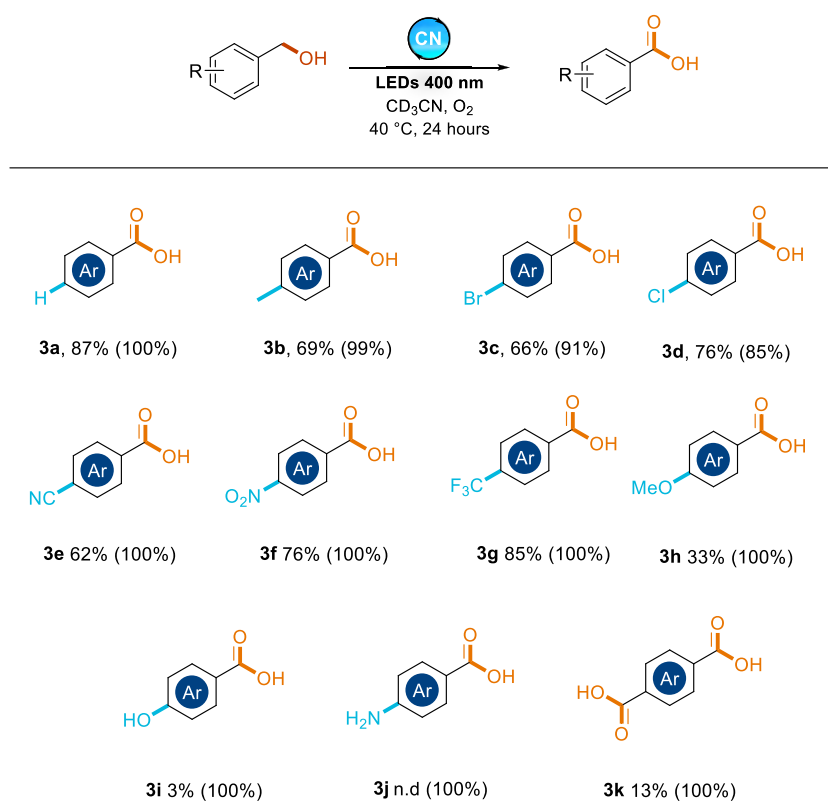 CN
R
OH
LEDs 400 nm
CD3CN, O2
40 °C, 24 hours
R
O
OH
O
OH
Ar
H
3a, 87% (100%)
O
OH
Ar
3b, 69% (99%)
O
OH
Ar
Br
3c, 66% (91%)
O
OH
Ar
Cl
3d, 76% (85%)
O
OH
Ar
NC
3e 62% (100%)
O
OH
Ar
O2N
3f 76% (100%)
O
OH
Ar
F3C
3g 85% (100%)
O
OH
Ar
MeO
3h 33% (100%)
O
OH
Ar
HO
3i 3% (100%)
O
OH
Ar
H2N
3j n.d (100%)
O
OH
Ar
HO
O
3k 13% (100%)